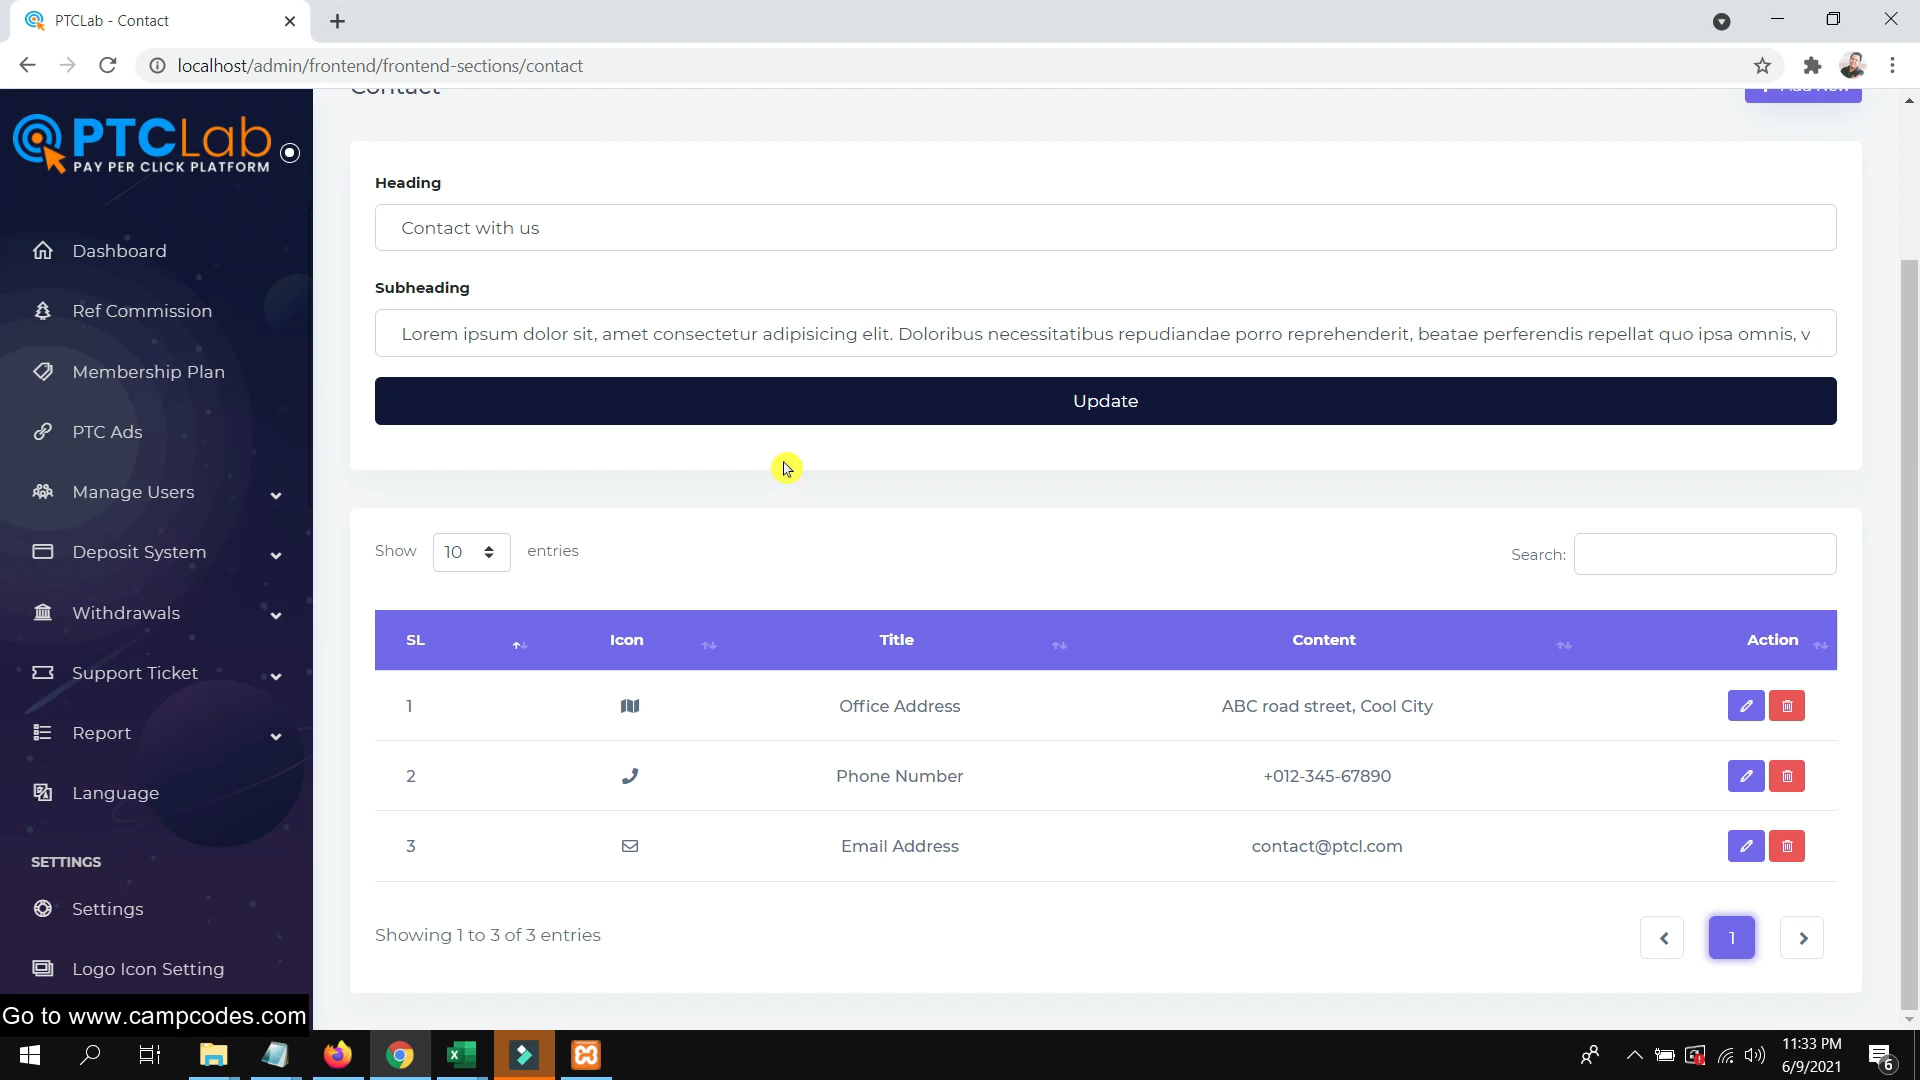 PTCLab - Contact
localhost/admin/frontend/frontend-sections/contact
PTCLab
PAY PER CLICK PLATFORM
Contact
Add New
Dashboard
Ref Commission
Membership Plan
PTC Ads
Manage Users
Deposit System
Withdrawals
Support Ticket
Report
Language
SETTINGS
Settings
Logo Icon Setting
Heading
Contact with us
Subheading
Lorem ipsum dolor sit, amet consectetur adipisicing elit. Doloribus necessitatibus repudiandae porro reprehenderit, beatae perferendis repellat quo ipsa omnis, v
Update
Show 10 entries
Search:
SL Icon Title Content Action
1 Office Address ABC road street, Cool City
2 Phone Number +012-345-67890
3 Email Address contact@ptcl.com
Showing 1 to 3 of 3 entries
1
Go to www.campcodes.com
11:33 PM
6/9/2021
6